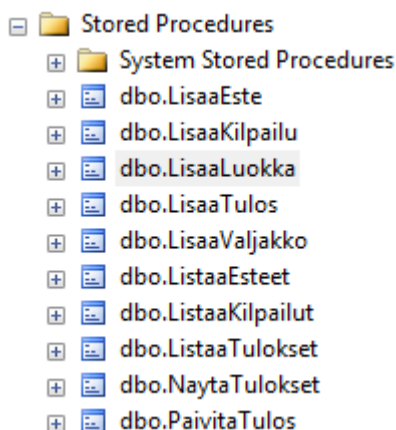 Stored Procedures
System Stored Procedures
dbo.LisaaEste
dbo.LisaaKilpailu
dbo.LisaaLuokka
dbo.LisaaTulos
dbo.LisaaValjakko
dbo.ListaaEsteet
dbo.ListaaKilpailut
dbo.ListaaTulokset
dbo.NaytaTulokset
dbo.PaivitaTulos